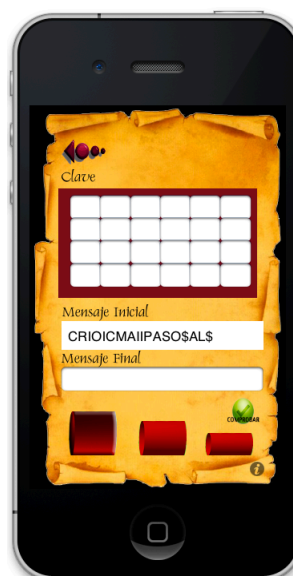 Clave
Mensaje Inicial
CRIOICMAIIPASO$AL$
Mensaje Final
COMPROBAR
i